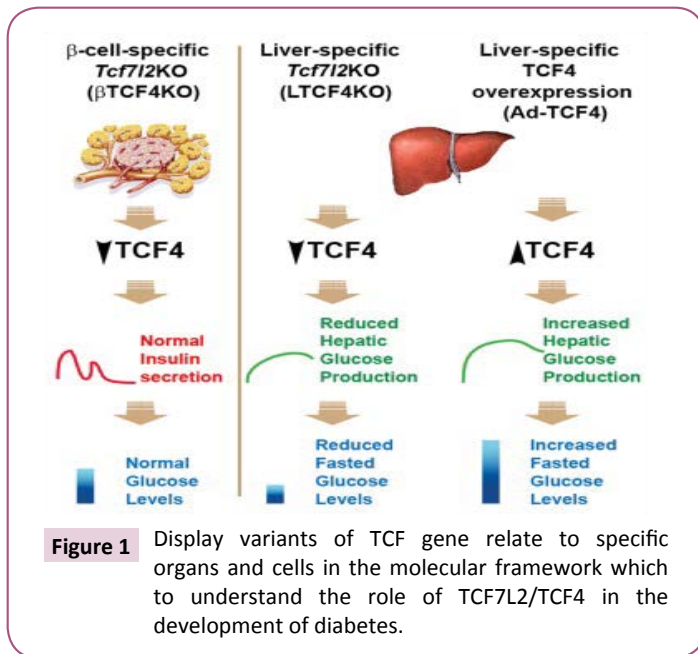 β-cell-specific
Tcf7l2KO
(βTCF4KO)
Liver-specific
Tcf7l2KO
(LTCF4KO)
Liver-specific
TCF4
overexpression
(Ad-TCF4)
▼TCF4
▼TCF4
▲TCF4
Normal
Insulin
secretion
Reduced
Hepatic
Glucose
Production
Increased
Hepatic
Glucose
Production
Normal
Glucose
Levels
Reduced
Fasted
Glucose
Levels
Increased
Fasted
Glucose
Levels
Figure 1 Display variants of TCF gene relate to specific
organs and cells in the molecular framework which
to understand the role of TCF7L2/TCF4 in the
development of diabetes.